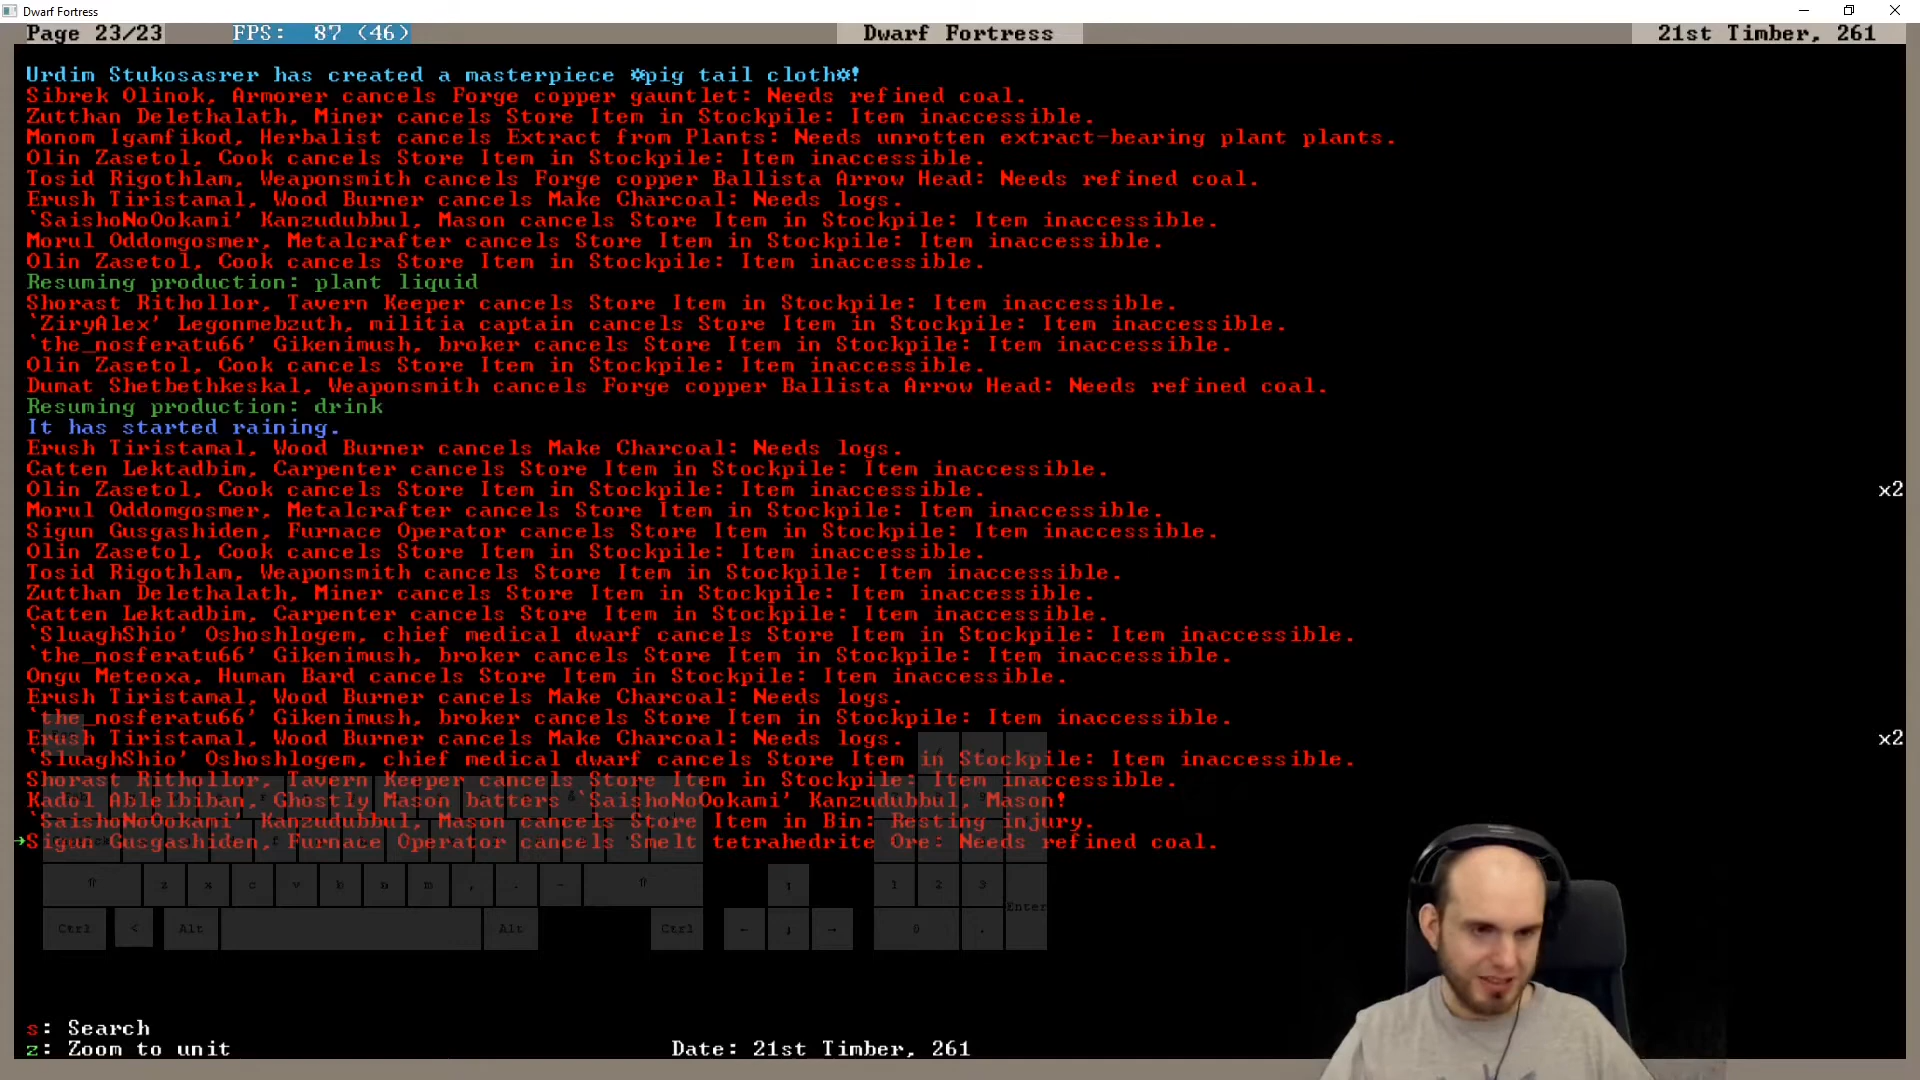 Dwarf Fortress
Page 23/23 FPS: 87 (46) Dwarf Fortress 21st Timber, 261
Urdim Stukosasrer has created a masterpiece ☼pig tail cloth☼!
Sibrek Olinok, Armorer cancels Forge copper gauntlet: Needs refined coal.
Zutthan Delethalath, Miner cancels Store Item in Stockpile: Item inaccessible.
Monom Igamfikod, Herbalist cancels Extract from Plants: Needs unrotten extract-bearing plant plants.
Olin Zasetol, Cook cancels Store Item in Stockpile: Item inaccessible.
Tosid Rigothlam, Weaponsmith cancels Forge copper Ballista Arrow Head: Needs refined coal.
Erush Tiristamal, Wood Burner cancels Make Charcoal: Needs logs.
`SaishoNoOokami' Kanzudubbul, Mason cancels Store Item in Stockpile: Item inaccessible.
Morul Oddomgosmer, Metalcrafter cancels Store Item in Stockpile: Item inaccessible.
Olin Zasetol, Cook cancels Store Item in Stockpile: Item inaccessible.
Resuming production: plant liquid
Shorast Rithollor, Tavern Keeper cancels Store Item in Stockpile: Item inaccessible.
`ZiryAlex' Legonmebzuth, militia captain cancels Store Item in Stockpile: Item inaccessible.
`the_nosferatu66' Gikenimush, broker cancels Store Item in Stockpile: Item inaccessible.
Olin Zasetol, Cook cancels Store Item in Stockpile: Item inaccessible.
Dumat Shetbethkeskal, Weaponsmith cancels Forge copper Ballista Arrow Head: Needs refined coal.
Resuming production: drink
It has started raining.
Erush Tiristamal, Wood Burner cancels Make Charcoal: Needs logs.
Catten Lektadbim, Carpenter cancels Store Item in Stockpile: Item inaccessible.
Olin Zasetol, Cook cancels Store Item in Stockpile: Item inaccessible. x2
Morul Oddomgosmer, Metalcrafter cancels Store Item in Stockpile: Item inaccessible.
Sigun Gusgashiden, Furnace Operator cancels Store Item in Stockpile: Item inaccessible.
Olin Zasetol, Cook cancels Store Item in Stockpile: Item inaccessible.
Tosid Rigothlam, Weaponsmith cancels Store Item in Stockpile: Item inaccessible.
Zutthan Delethalath, Miner cancels Store Item in Stockpile: Item inaccessible.
Catten Lektadbim, Carpenter cancels Store Item in Stockpile: Item inaccessible.
`SluaghShio' Oshoshlogem, chief medical dwarf cancels Store Item in Stockpile: Item inaccessible.
`the_nosferatu66' Gikenimush, broker cancels Store Item in Stockpile: Item inaccessible.
Ongu Meteoxa, Human Bard cancels Store Item in Stockpile: Item inaccessible.
Erush Tiristamal, Wood Burner cancels Make Charcoal: Needs logs.
`the_nosferatu66' Gikenimush, broker cancels Store Item in Stockpile: Item inaccessible.
Erush Tiristamal, Wood Burner cancels Make Charcoal: Needs logs. x2
`SluaghShio' Oshoshlogem, chief medical dwarf cancels Store Item in Stockpile: Item inaccessible.
Shorast Rithollor, Tavern Keeper cancels Store Item in Stockpile: Item inaccessible.
Kadol Ablelbiban, Ghostly Mason batters `SaishoNoOokami' Kanzudubbul, Mason!
`SaishoNoOokami' Kanzudubbul, Mason cancels Store Item in Bin: Resting injury.
→Sigun Gusgashiden, Furnace Operator cancels Smelt tetrahedrite Ore: Needs refined coal.
⇧ z x c v b n m , . - ⇧ ↑ 1 2 3 Enter
Ctrl < Alt Alt Ctrl ← ↓ → 0 .
s: Search
z: Zoom to unit Date: 21st Timber, 261